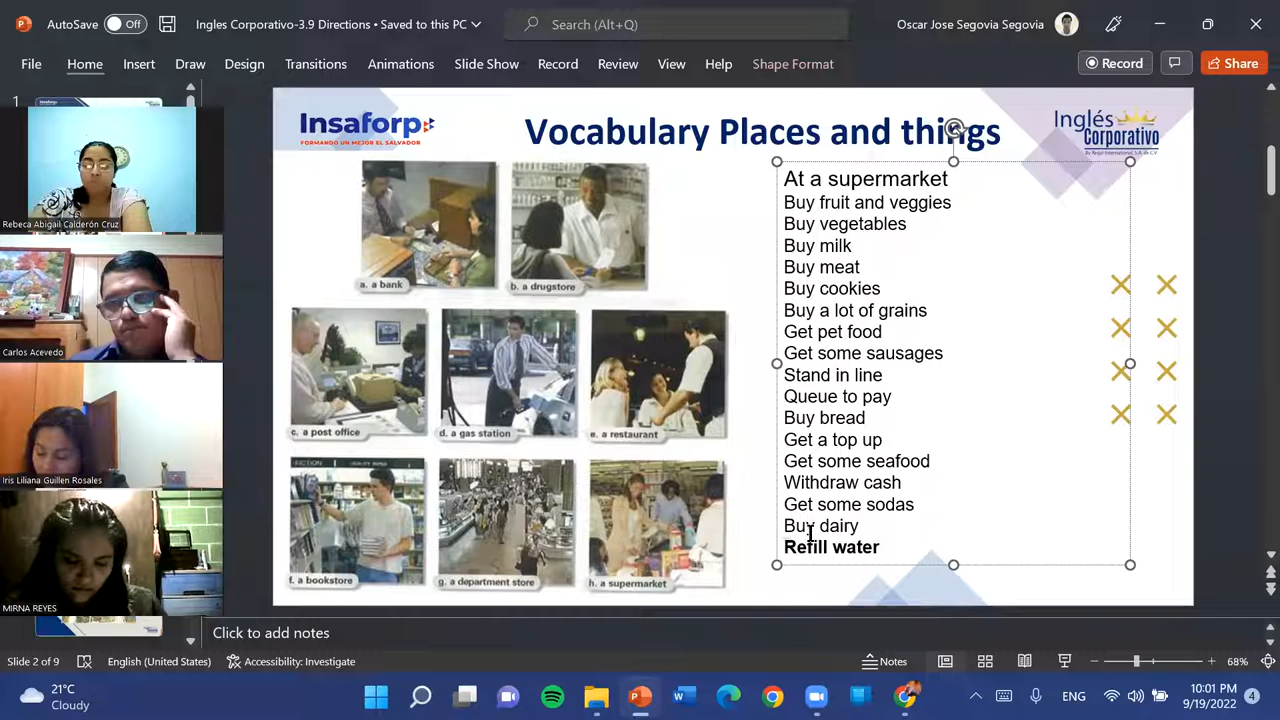 AutoSave
Off
Ingles Corporativo-3.9 Directions • Saved to this PC
Search (Alt+Q)
Oscar Jose Segovia Segovia
File
Home
Insert
Draw
Design
Transitions
Animations
Slide Show
Record
Review
View
Help
Shape Format
Record
Share
1
Insaforp
FORMANDO UN MEJOR EL SALVADOR
Vocabulary Places and things
Inglés
Corporativo
By Regal International, S.A. de C.V
Rebeca Abigail Calderón Cruz
Carlos Acevedo
Iris Liliana Guillen Rosales
MIRNA REYES
a. a bank
b. a drugstore
c. a post office
d. a gas station
e. a restaurant
FICTION
f. a bookstore
g. a department store
h. a supermarket
At a supermarket
Buy fruit and veggies
Buy vegetables
Buy milk
Buy meat
Buy cookies
Buy a lot of grains
Get pet food
Get some sausages
Stand in line
Queue to pay
Buy bread
Get a top up
Get some seafood
Withdraw cash
Get some sodas
Buy dairy
Refill water
Click to add notes
Slide 2 of 9
English (United States)
Accessibility: Investigate
Notes
68%
21°C
Cloudy
ENG
10:01 PM
9/19/2022
4